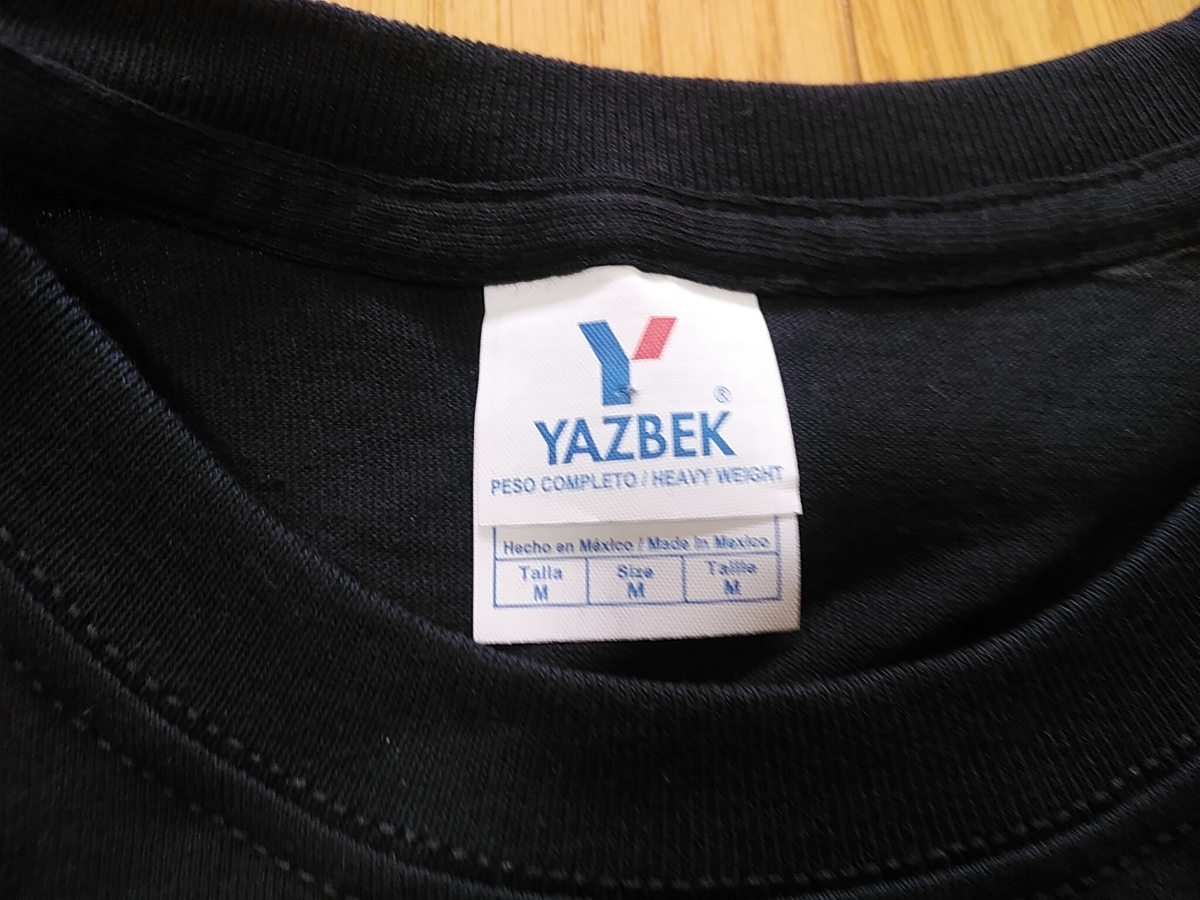 Y
®
YAZBEK
PESO COMPLETO / HEAVY WEIGHT
Hecho en México / Made in Mexico
Talla Size Taille
M M M